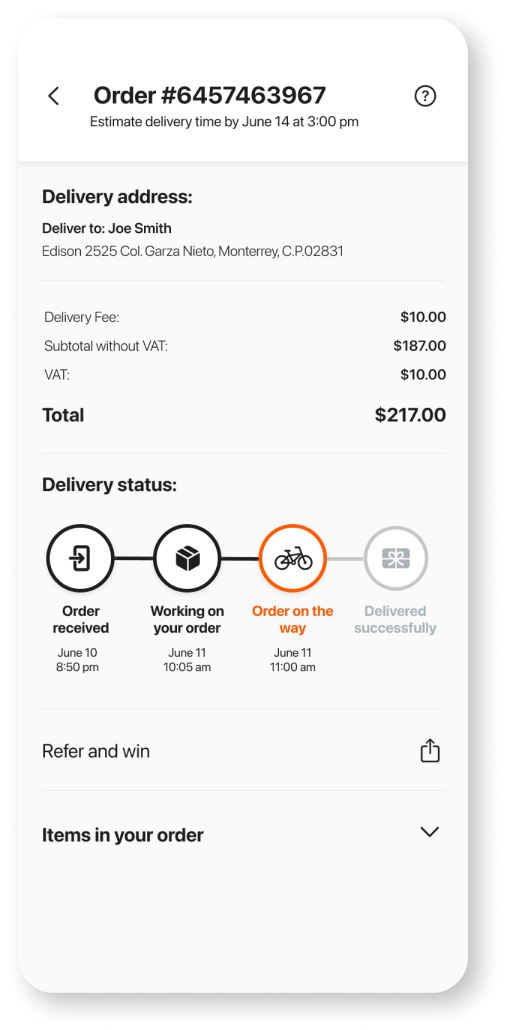 Order #6457463967
?
Estimate delivery time by June 14 at 3:00 pm
Delivery address:
Deliver to: Joe Smith
Edison 2525 Col. Garza Nieto, Monterrey, C.P.02831
Delivery Fee: $10.00
Subtotal without VAT: $187.00
VAT: $10.00
Total $217.00
Delivery status:
Order received
June 10
8:50 pm
Working on your order
June 11
10:05 am
Order on the way
June 11
11:00 am
Delivered successfully
Refer and win
Items in your order